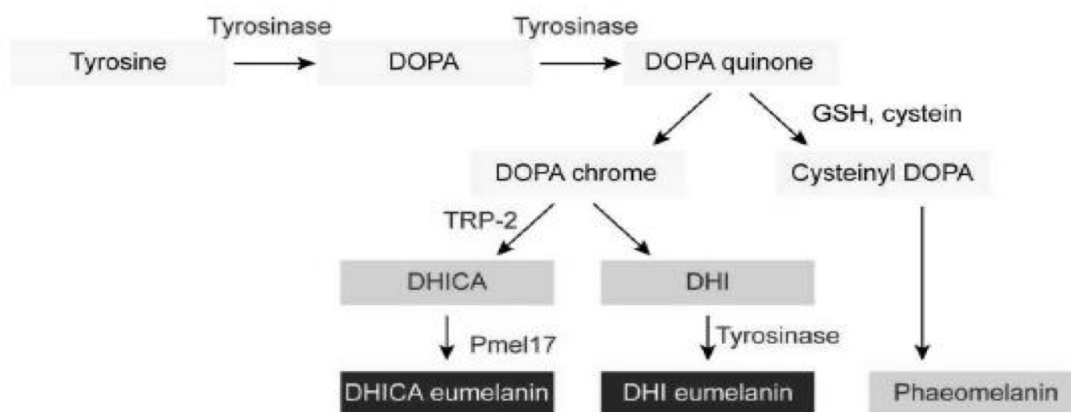 Tyrosinase Tyrosinase
Tyrosine DOPA DOPA quinone
GSH, cystein
DOPA chrome Cysteinyl DOPA
TRP-2
DHICA DHI
Pmel17 Tyrosinase
DHICA eumelanin DHI eumelanin Phaeomelanin